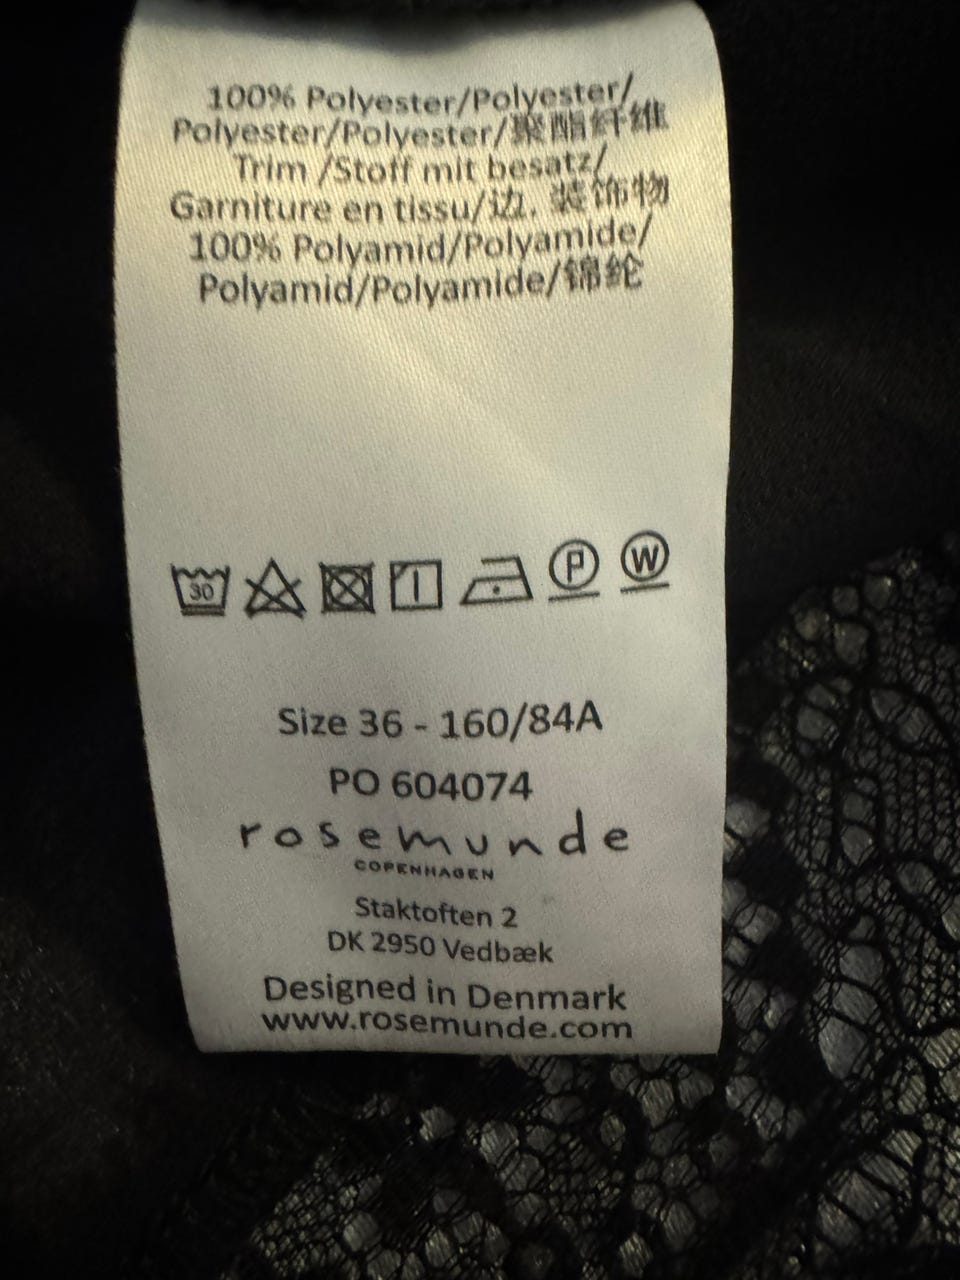 100% Polyester/Polyester/
Polyester/Polyester/聚酯纤维
Trim /Stoff mit besatz/
Garniture en tissu/边, 装饰物
100% Polyamid/Polyamide/
Polyamid/Polyamide/锦纶
30 P W
Size 36 - 160/84A
PO 604074
rosemunde
COPENHAGEN
Staktoften 2
DK 2950 Vedbæk
Designed in Denmark
www.rosemunde.com